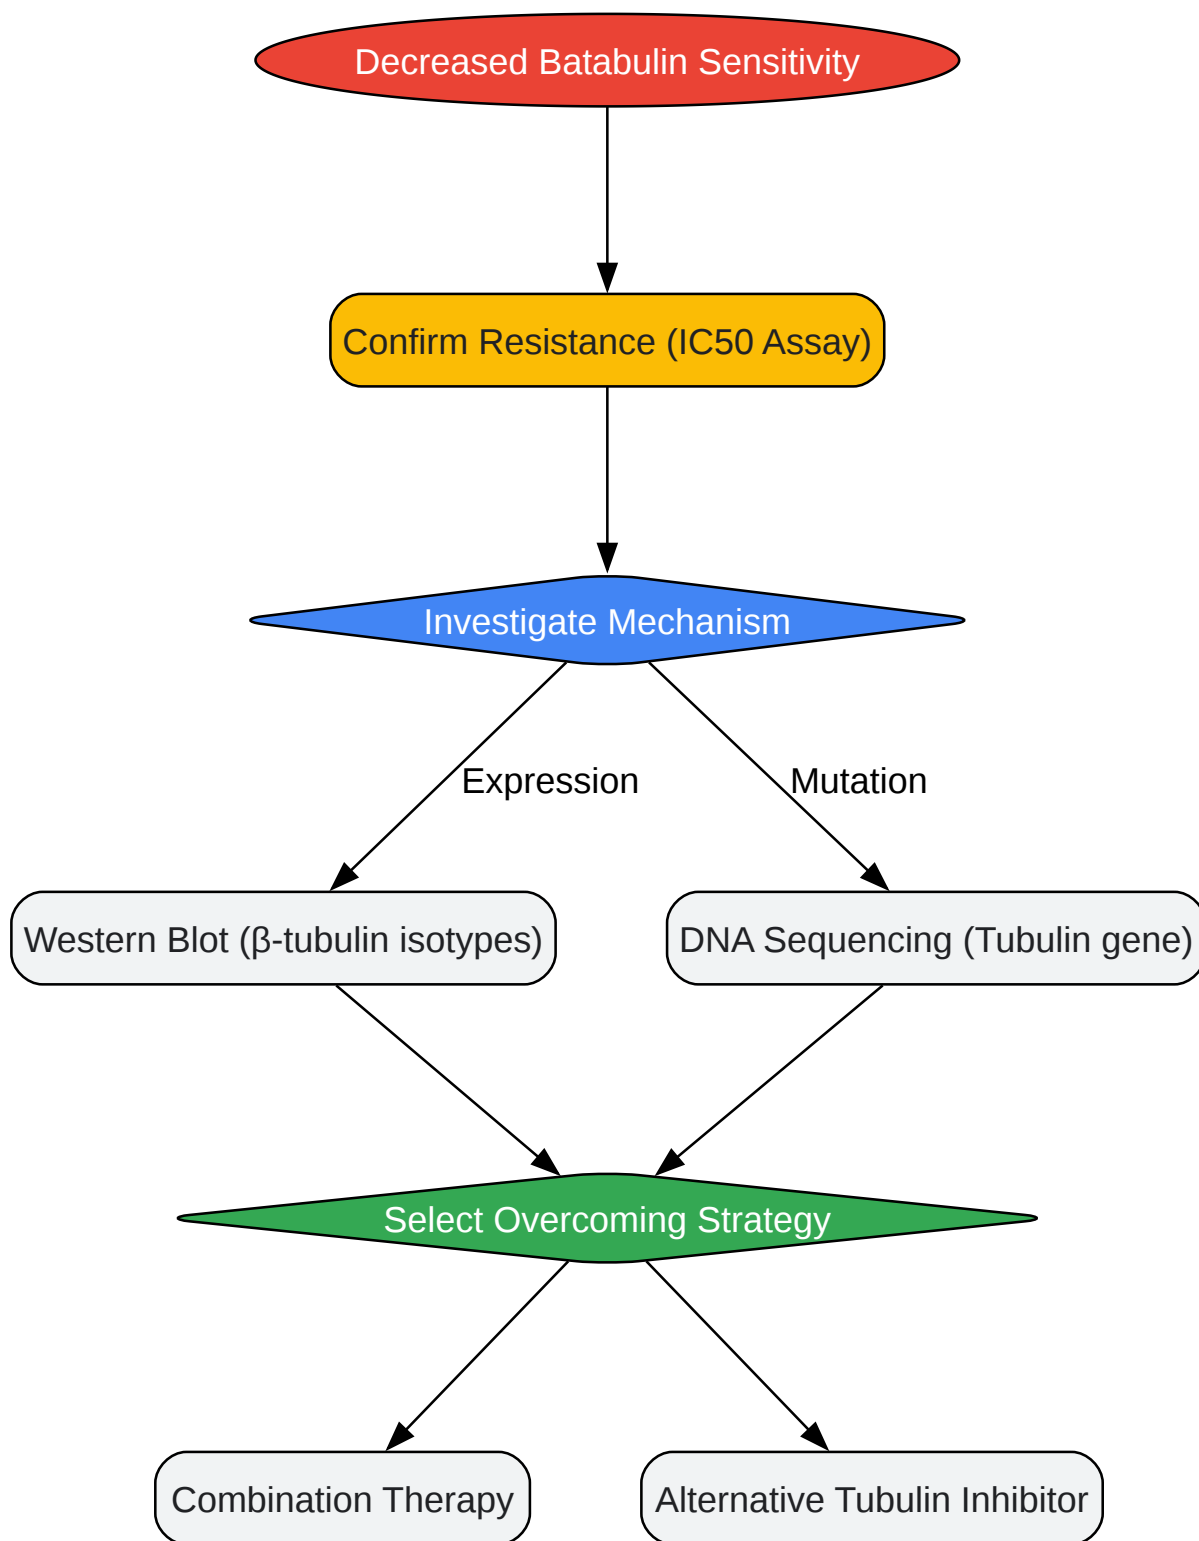 Decreased Batabulin Sensitivity
Confirm Resistance (IC50 Assay)
Investigate Mechanism
Expression
Mutation
Western Blot (β-tubulin isotypes)
DNA Sequencing (Tubulin gene)
Select Overcoming Strategy
Combination Therapy
Alternative Tubulin Inhibitor